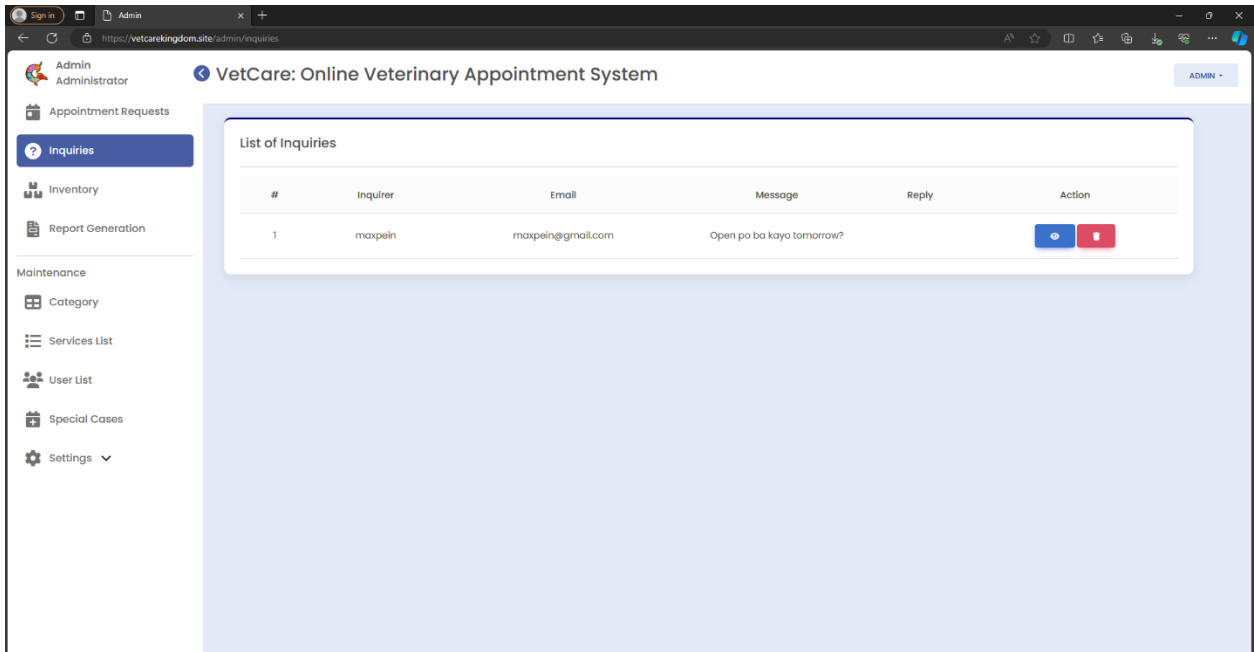 Sign in
Admin
https://vetcarekingdom.site/admin/inquiries
Admin
Administrator
VetCare: Online Veterinary Appointment System
ADMIN
Appointment Requests
Inquiries
Inventory
Report Generation
Maintenance
Category
Services List
User List
Special Cases
Settings
List of Inquiries
# Inquirer Email Message Reply Action
1 maxpein maxpein@gmail.com Open po ba kayo tomorrow?